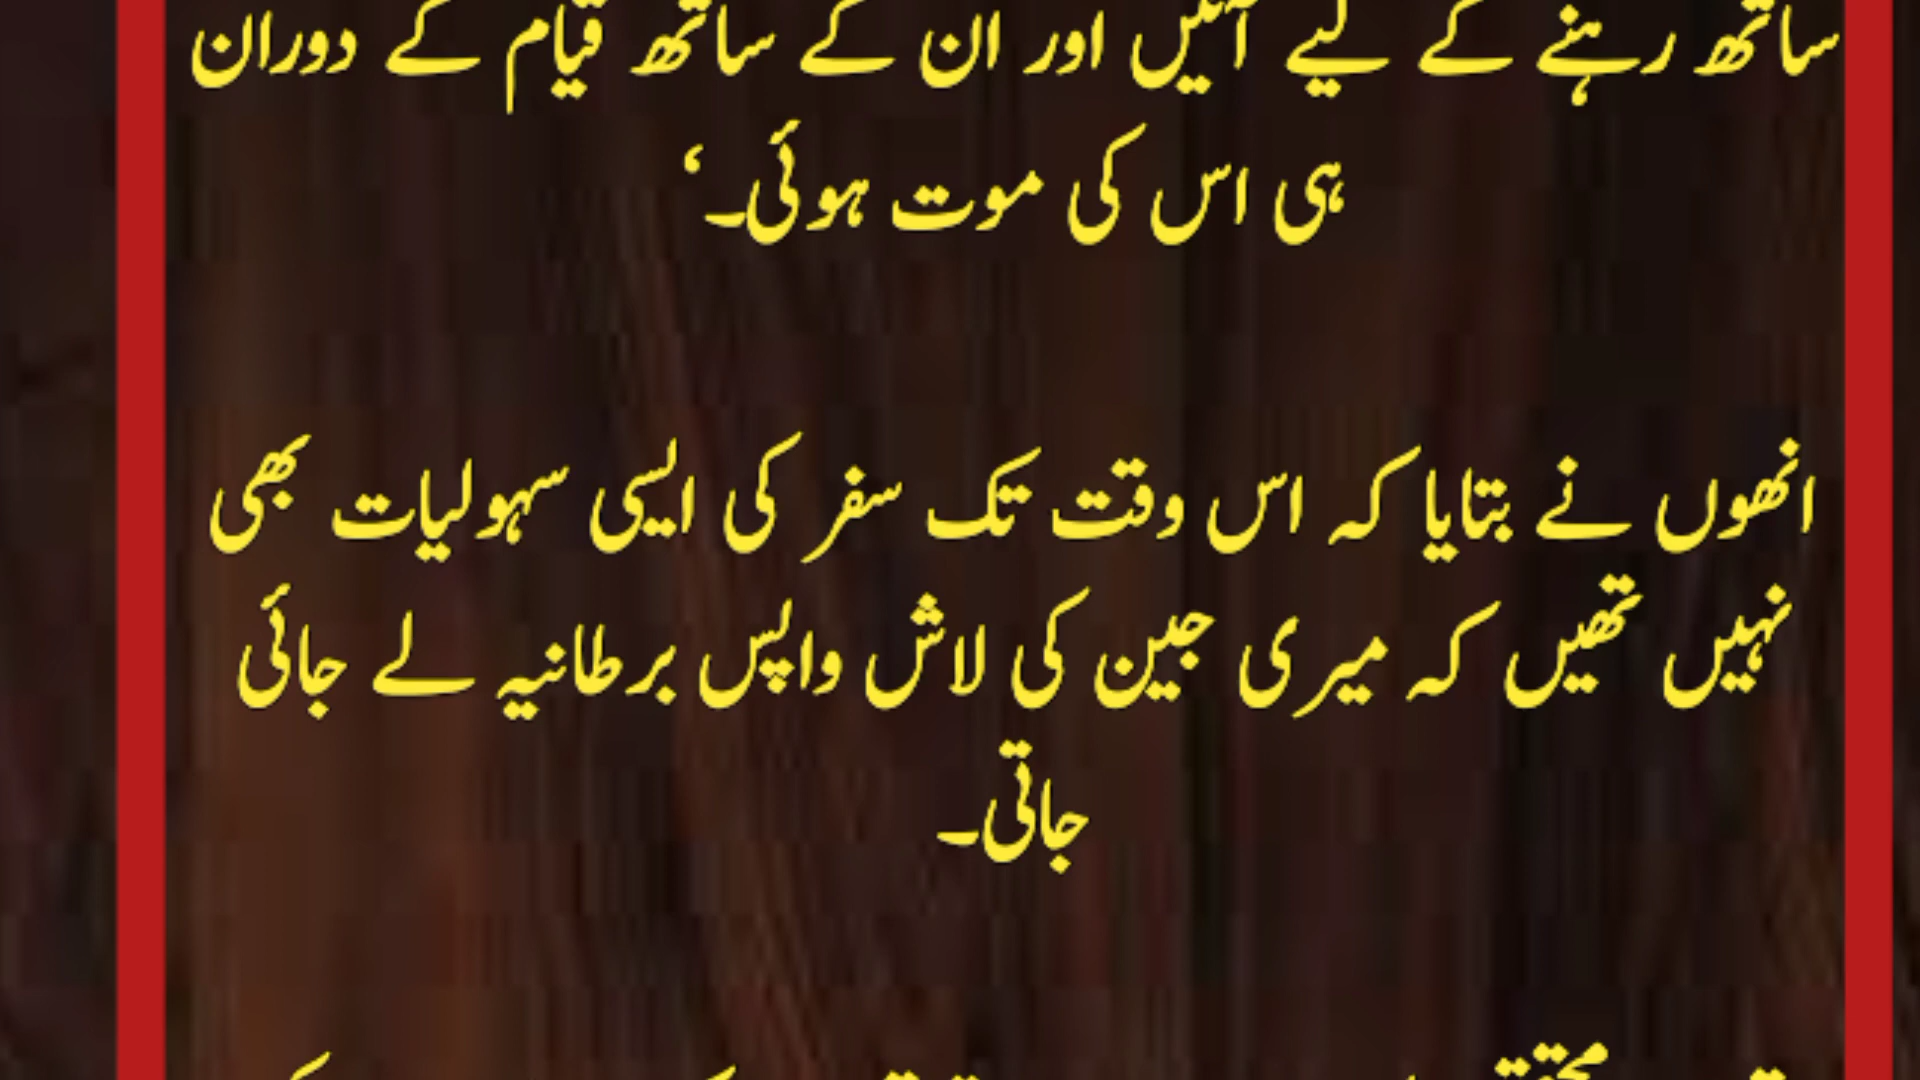 ساتھ رہنے کے لیے آئیں اور ان کے ساتھ قیام کے دوران
ہی اس کی موت ہوئی۔‘
انھوں نے بتایا کہ اس وقت تک سفر کی ایسی سہولیات بھی
نہیں تھیں کہ میری جین کی لاش واپس برطانیہ لے جائی
جاتی۔